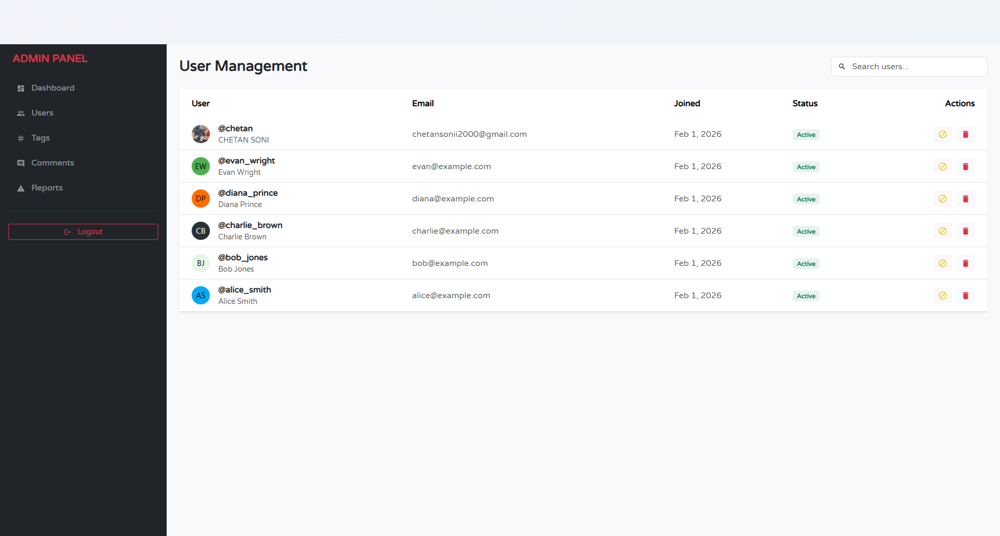 ADMIN PANEL
Dashboard
Users
Tags
Comments
Reports
Logout
User Management
Search users...
User Email Joined Status Actions
@chetan
CHETAN SONI
chetansonii2000@gmail.com Feb 1, 2026 Active
EW
@evan_wright
Evan Wright
evan@example.com Feb 1, 2026 Active
DP
@diana_prince
Diana Prince
diana@example.com Feb 1, 2026 Active
CB
@charlie_brown
Charlie Brown
charlie@example.com Feb 1, 2026 Active
BJ
@bob_jones
Bob Jones
bob@example.com Feb 1, 2026 Active
AS
@alice_smith
Alice Smith
alice@example.com Feb 1, 2026 Active